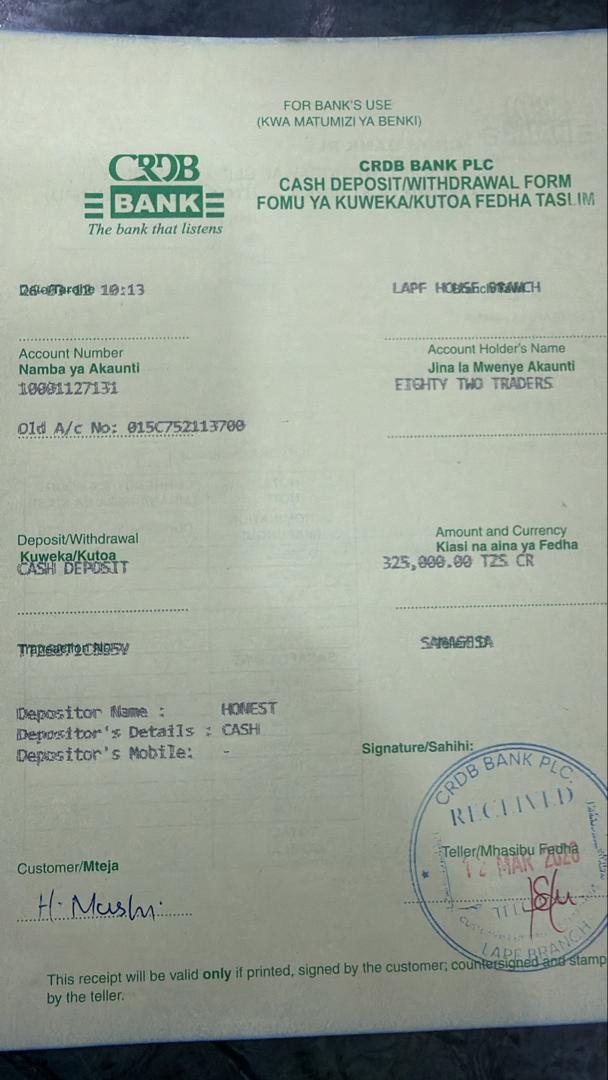 FOR BANK'S USE
(KWA MATUMIZI YA BENKI)
CRDB
BANK
The bank that listens
CRDB BANK PLC
CASH DEPOSIT/WITHDRAWAL FORM
FOMU YA KUWEKA/KUTOA FEDHA TASLIM
10:13
LAPF HOUSE BRANCH
Account Number
Namba ya Akaunti
10001127131
Account Holder's Name
Jina la Mwenye Akaunti
EIGHTY TWO TRADERS
Old A/c No: 015C752113700
Deposit/Withdrawal
Kuweka/Kutoa
CASH DEPOSIT
Amount and Currency
Kiasi na aina ya Fedha
325,000.00 TZS CR
Depositor Name : HONEST
Depositor's Details : CASH
Depositor's Mobile: -
Signature/Sahihi:
CRDB BANK PLC.
RECEIVED
Teller/Mhasibu Fedha
12 MAR 2026
LAPF BRANCH
Customer/Mteja
H. Mushi
This receipt will be valid only if printed, signed by the customer; countersigned and stamp
by the teller.